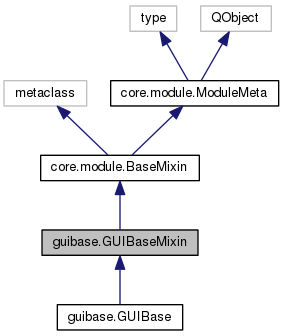 type
QObject
metaclass
core.module.ModuleMeta
core.module.BaseMixin
guibase.GUIBaseMixin
guibase.GUIBase